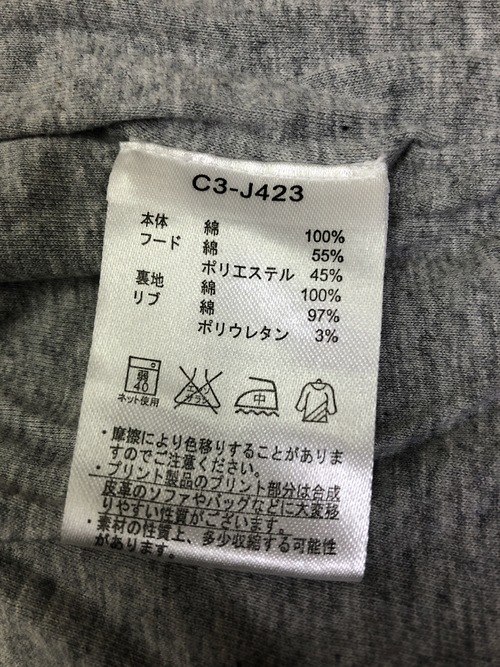 C3-J423
本体 綿 100%
フード 綿 55%
ポリエステル 45%
裏地 綿 100%
リブ 綿 97%
ポリウレタン 3%
弱
40
ネット使用
エンソ
サラシ
中
・摩擦により色移りすることがありま
すのでご注意ください。
・プリント製品のプリント部分は合成
皮革のソファやバッグなどに大変移
りやすい性質がございます。
・素材の性質上、多少収縮する可能性
があります。